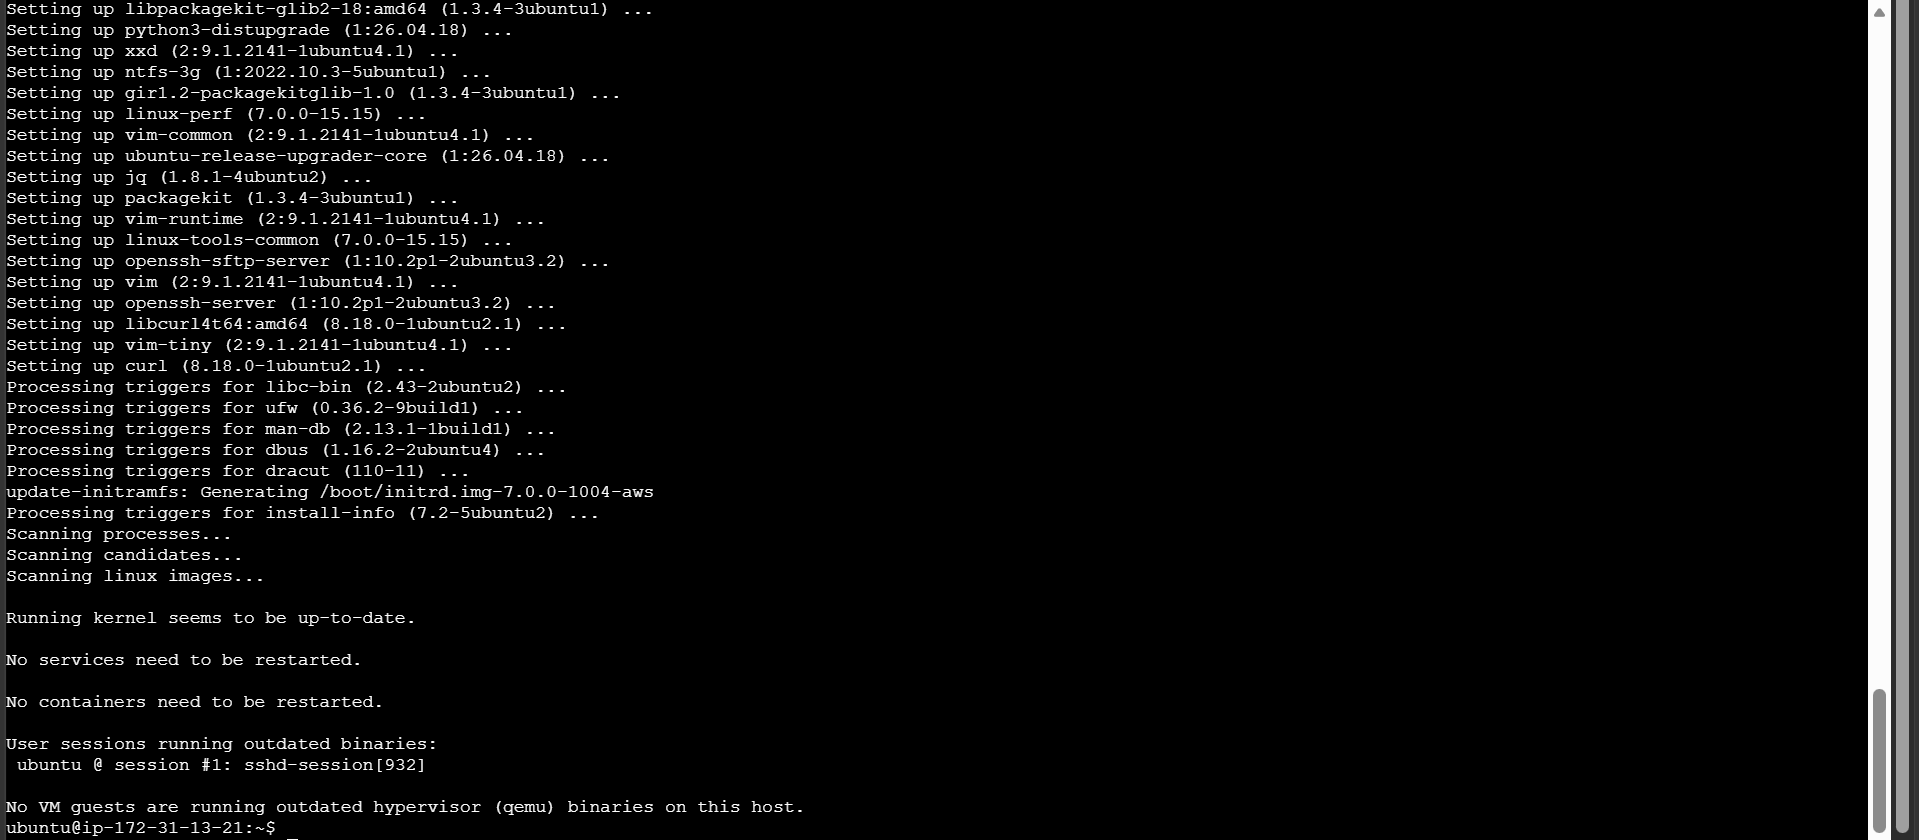 Setting up libpackagekit-glib2-18:amd64 (1.3.4-3ubuntu1) ...
Setting up python3-distupgrade (1:26.04.18) ...
Setting up xxd (2:9.1.2141-1ubuntu4.1) ...
Setting up ntfs-3g (1:2022.10.3-5ubuntu1) ...
Setting up gir1.2-packagekitglib-1.0 (1.3.4-3ubuntu1) ...
Setting up linux-perf (7.0.0-15.15) ...
Setting up vim-common (2:9.1.2141-1ubuntu4.1) ...
Setting up ubuntu-release-upgrader-core (1:26.04.18) ...
Setting up jq (1.8.1-4ubuntu2) ...
Setting up packagekit (1.3.4-3ubuntu1) ...
Setting up vim-runtime (2:9.1.2141-1ubuntu4.1) ...
Setting up linux-tools-common (7.0.0-15.15) ...
Setting up openssh-sftp-server (1:10.2p1-2ubuntu3.2) ...
Setting up vim (2:9.1.2141-1ubuntu4.1) ...
Setting up openssh-server (1:10.2p1-2ubuntu3.2) ...
Setting up libcurl4t64:amd64 (8.18.0-1ubuntu2.1) ...
Setting up vim-tiny (2:9.1.2141-1ubuntu4.1) ...
Setting up curl (8.18.0-1ubuntu2.1) ...
Processing triggers for libc-bin (2.43-2ubuntu2) ...
Processing triggers for ufw (0.36.2-9build1) ...
Processing triggers for man-db (2.13.1-1build1) ...
Processing triggers for dbus (1.16.2-2ubuntu4) ...
Processing triggers for dracut (110-11) ...
update-initramfs: Generating /boot/initrd.img-7.0.0-1004-aws
Processing triggers for install-info (7.2-5ubuntu2) ...
Scanning processes...
Scanning candidates...
Scanning linux images...
Running kernel seems to be up-to-date.
No services need to be restarted.
No containers need to be restarted.
User sessions running outdated binaries:
ubuntu @ session #1: sshd-session[932]
No VM guests are running outdated hypervisor (qemu) binaries on this host.
ubuntu@ip-172-31-13-21:~$ _